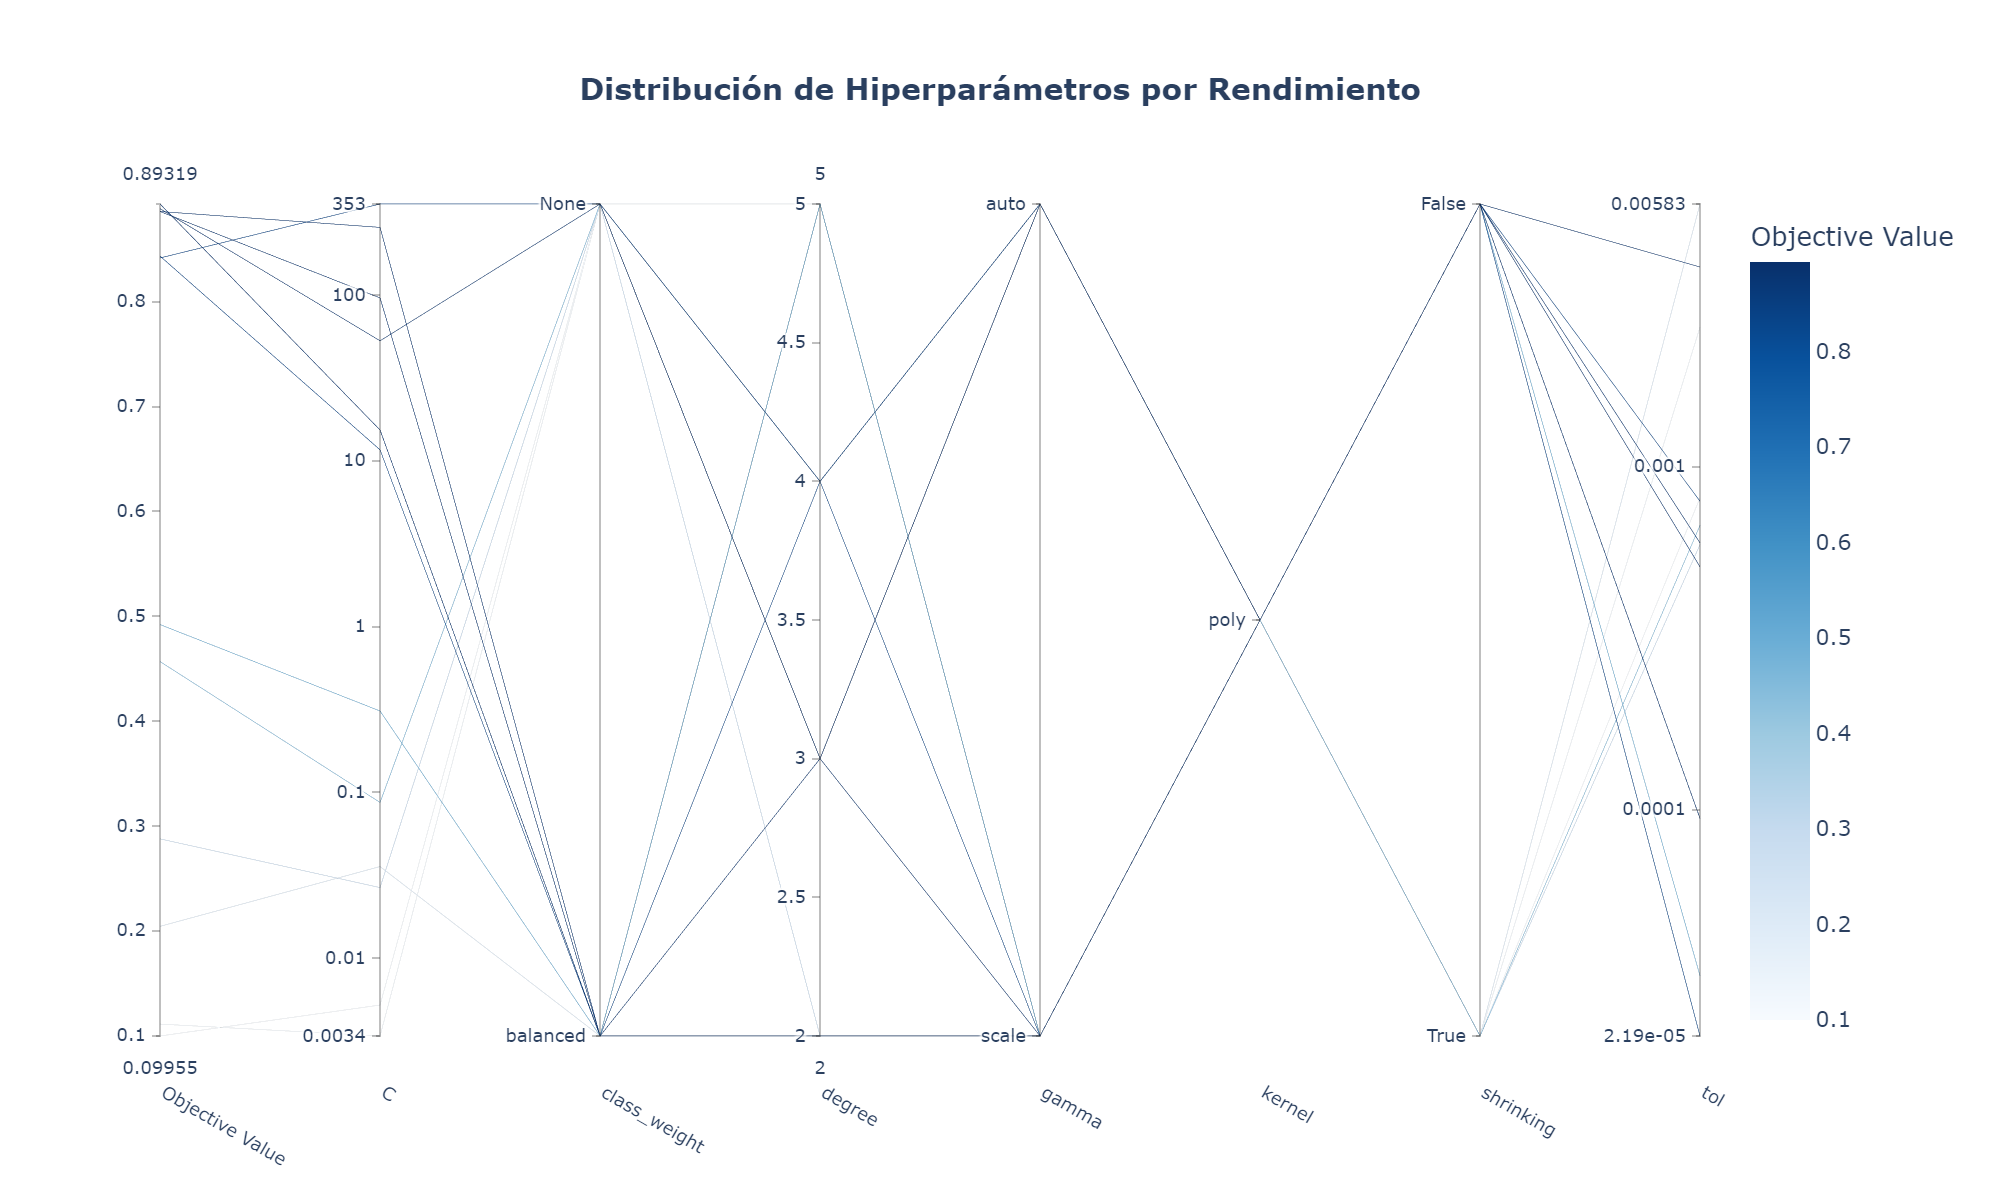 Distribución de Hiperparámetros por Rendimiento
0.89319
0.8
0.7
0.6
0.5
0.4
0.3
0.2
0.1
0.09955
Objective Value
353
100
10
1
0.1
0.01
0.0034
C
None
balanced
class_weight
5
5
4.5
4
3.5
3
2.5
2
2
degree
auto
scale
gamma
poly
kernel
False
True
shrinking
0.00583
0.001
0.0001
2.19e-05
tol
Objective Value
0.8
0.7
0.6
0.5
0.4
0.3
0.2
0.1